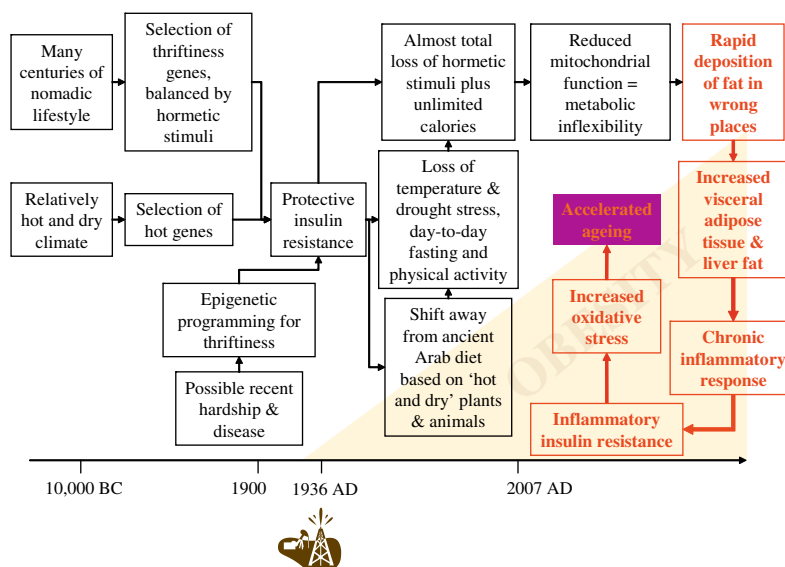 Many
centuries of
nomadic
lifestyle
Selection of
thriftiness
genes,
balanced by
hormetic
stimuli
Almost total
loss of hormetic
stimuli plus
unlimited
calories
Reduced
mitochondrial
function =
metabolic
inflexibility
Rapid
deposition
of fat in
wrong
places
Relatively
hot and dry
climate
Selection of
hot genes
Protective
insulin
resistance
Loss of
temperature &
drought stress,
day-to-day
fasting and
physical activity
Accelerated
ageing
Increased
visceral
adipose
tissue &
liver fat
Epigenetic
programming for
thriftiness
Shift away
from ancient
Arab diet
based on ‘hot
and dry’ plants
& animals
Increased
oxidative
stress
Chronic
inflammatory
response
Possible recent
hardship &
disease
Inflammatory
insulin resistance
OBESITY
10,000 BC
1900
1936 AD
2007 AD